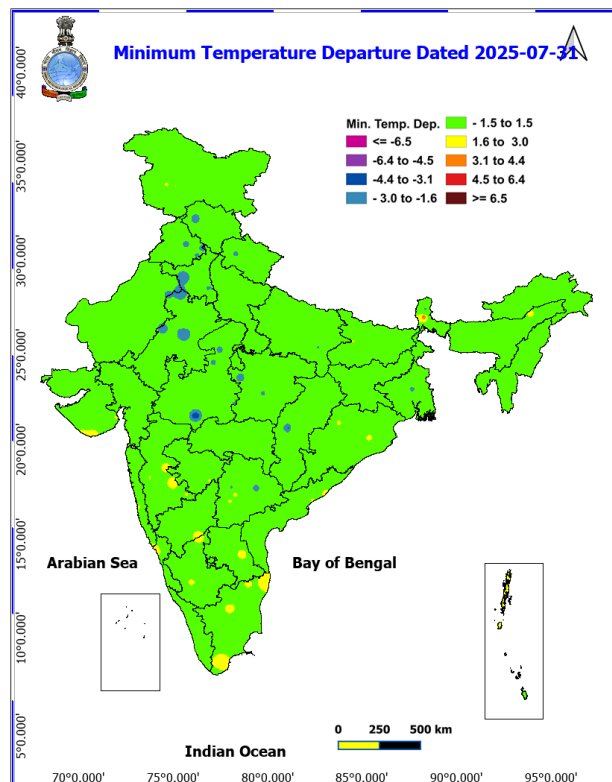 Minimum Temperature Departure Dated 2025-07-31
Min. Temp. Dep.
<= -6.5
-6.4 to -4.5
-4.4 to -3.1
- 3.0 to -1.6
- 1.5 to 1.5
1.6 to 3.0
3.1 to 4.4
4.5 to 6.4
>= 6.5
40°0.000'
35°0.000'
30°0.000'
25°0.000'
20°0.000'
15°0.000'
10°0.000'
5°0.000'
Arabian Sea
Bay of Bengal
Indian Ocean
0 250 500 km
70°0.000' 75°0.000' 80°0.000' 85°0.000' 90°0.000' 95°0.000'